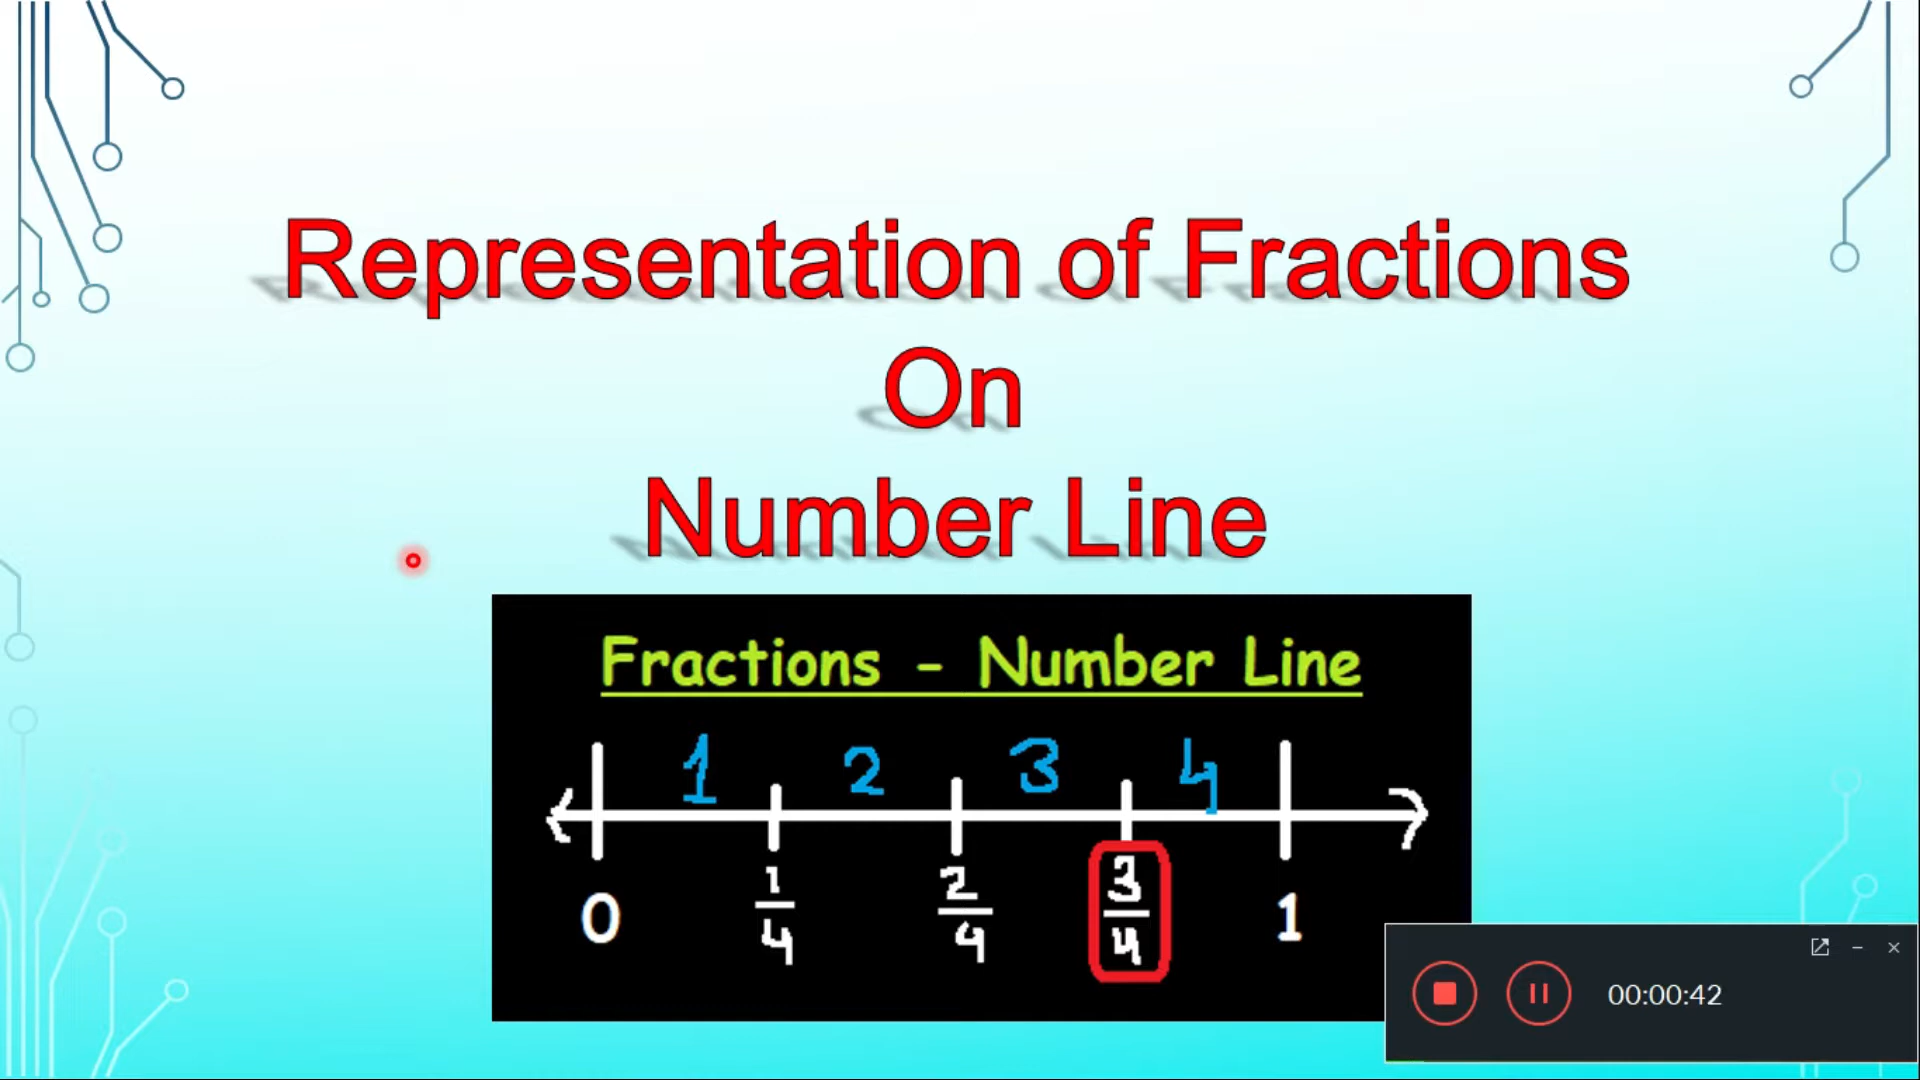 Representation of Fractions
On
Number Line
Fractions - Number Line
1 2 3 4
0 1/4 2/4 3/4 1
00:00:42